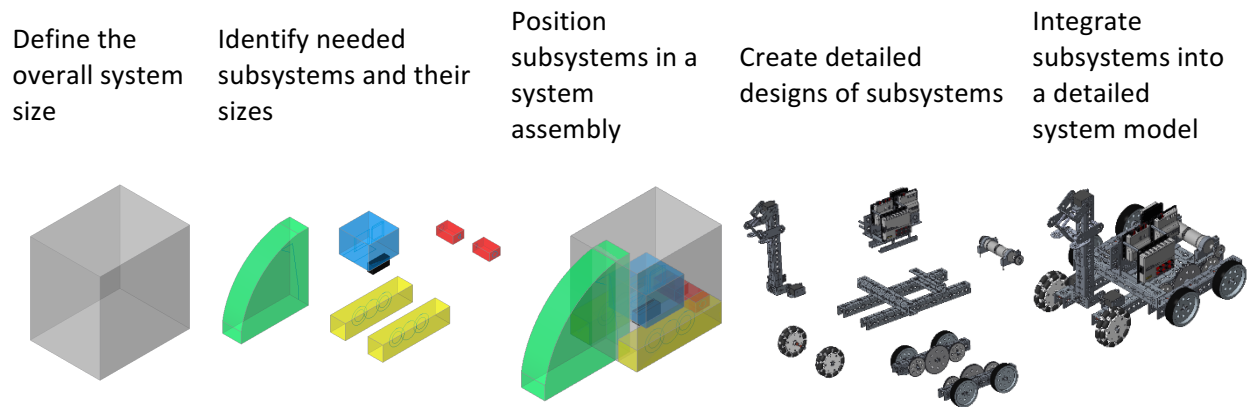 Define the
overall system
size
Identify needed
subsystems and their
sizes
Position
subsystems in a
system
assembly
Create detailed
designs of subsystems
Integrate
subsystems into
a detailed
system model